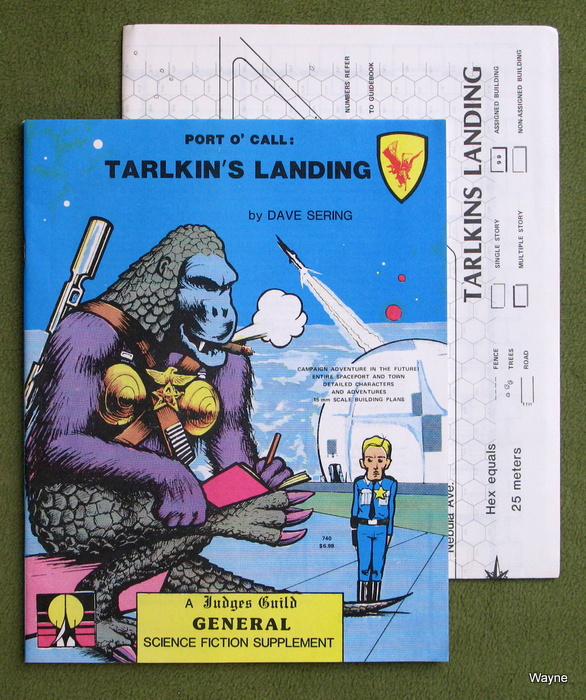 PORT O' CALL:
TARLKIN'S LANDING
by DAVE SERING
CAMPAIGN ADVENTURE IN THE FUTURE!
ENTIRE SPACEPORT AND TOWN
DETAILED CHARACTERS
AND ADVENTURES
15 mm SCALE BUILDING PLANS
740
$6.98
A Judges Guild
GENERAL
SCIENCE FICTION SUPPLEMENT
NUMBERS REFER
TO GUIDEBOOK
TARLKINS LANDING
99
ASSIGNED BUILDING
NON-ASSIGNED BUILDING
SINGLE STORY
MULTIPLE STORY
FENCE
TREES
ROAD
Hex equals
25 meters
Nebula Ave.
Wayne